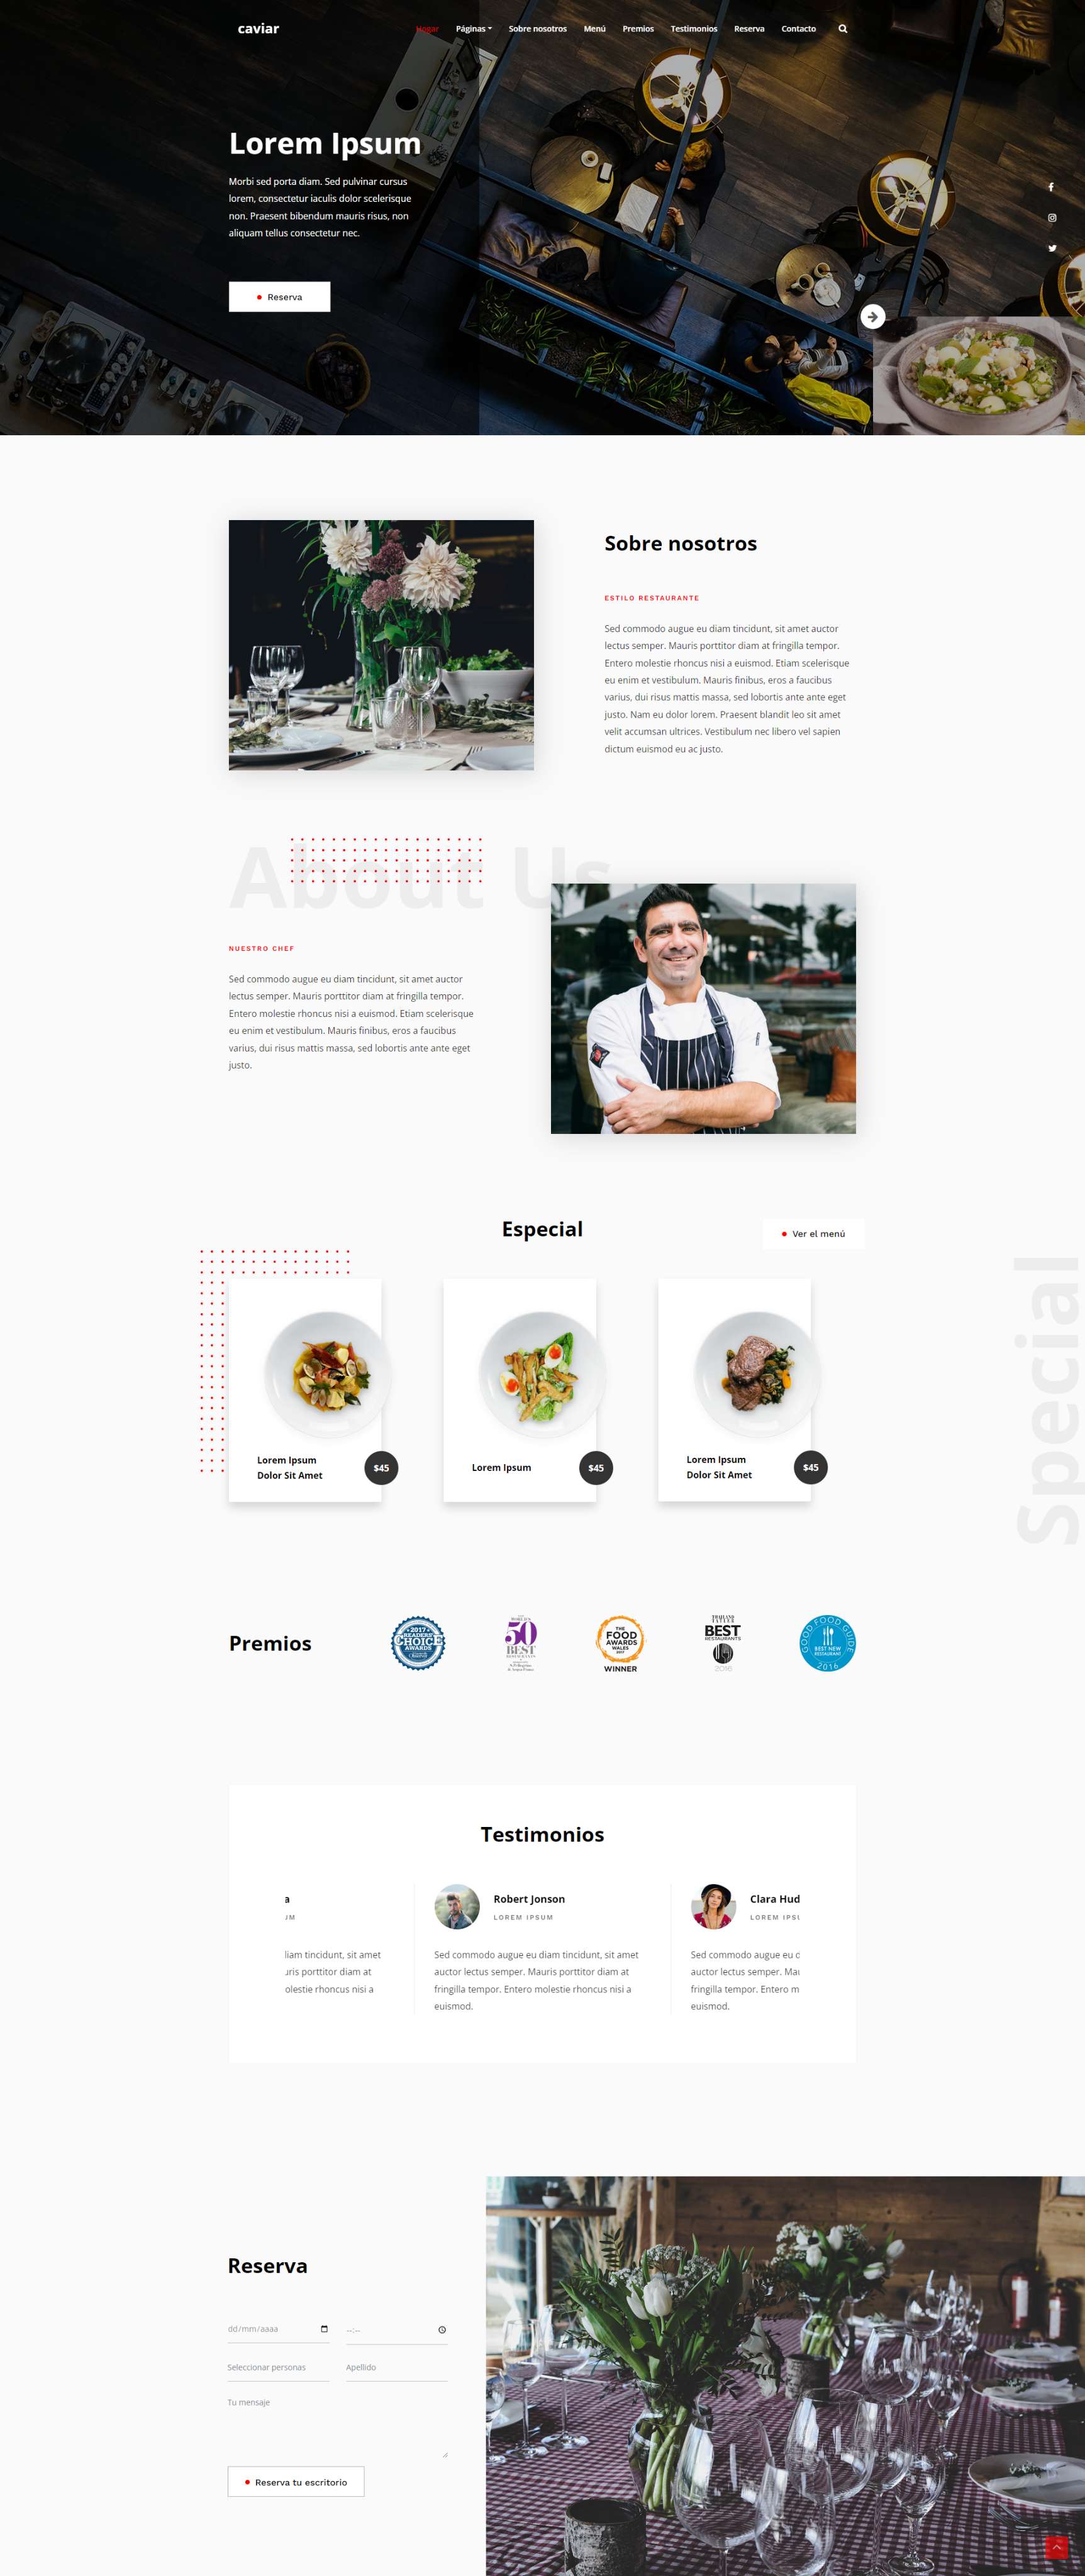 caviar
Hogar Páginas Sobre nosotros Menú Premios Testimonios Reserva Contacto
Lorem Ipsum
Morbi sed porta diam. Sed pulvinar cursus
lorem, consectetur iaculis dolor scelerisque
non. Praesent bibendum mauris risus, non
aliquam tellus consectetur nec.
Reserva
Sobre nosotros
ESTILO RESTAURANTE
Sed commodo augue eu diam tincidunt, sit amet auctor
lectus semper. Mauris porttitor diam at fringilla tempor.
Entero molestie rhoncus nisi a euismod. Etiam scelerisque
eu enim et vestibulum. Mauris finibus, eros a faucibus
varius, dui risus mattis massa, sed lobortis ante ante eget
justo. Nam eu dolor lorem. Praesent blandit leo sit amet
velit accumsan ultrices. Vestibulum nec libero vel sapien
dictum euismod eu ac justo.
About Us
NUESTRO CHEF
Sed commodo augue eu diam tincidunt, sit amet auctor
lectus semper. Mauris porttitor diam at fringilla tempor.
Entero molestie rhoncus nisi a euismod. Etiam scelerisque
eu enim et vestibulum. Mauris finibus, eros a faucibus
varius, dui risus mattis massa, sed lobortis ante ante eget
justo.
Especial
Ver el menú
Special
Lorem Ipsum
Dolor Sit Amet
$45
Lorem Ipsum
$45
Lorem Ipsum
Dolor Sit Amet
$45
Premios
2017
READERS'
CHOICE
AWARDS
WORLD'S
50
BEST
RESTAURANTS
THE
FOOD
AWARDS
WALES
WINNER
THAILAND
TATLER
BEST
RESTAURANTS
2016
GOOD FOOD GUIDE
BEST NEW
RESTAURANT
2016
Testimonios
a
UM
liam tincidunt, sit amet
uris porttitor diam at
olestie rhoncus nisi a
Robert Jonson
LOREM IPSUM
Sed commodo augue eu diam tincidunt, sit amet
auctor lectus semper. Mauris porttitor diam at
fringilla tempor. Entero molestie rhoncus nisi a
euismod.
Clara Hud
LOREM IPSU
Sed commodo augue eu d
auctor lectus semper. Mau
fringilla tempor. Entero m
euismod.
Reserva
dd/mm/aaaa
--:--
Seleccionar personas
Apellido
Tu mensaje
Reserva tu escritorio